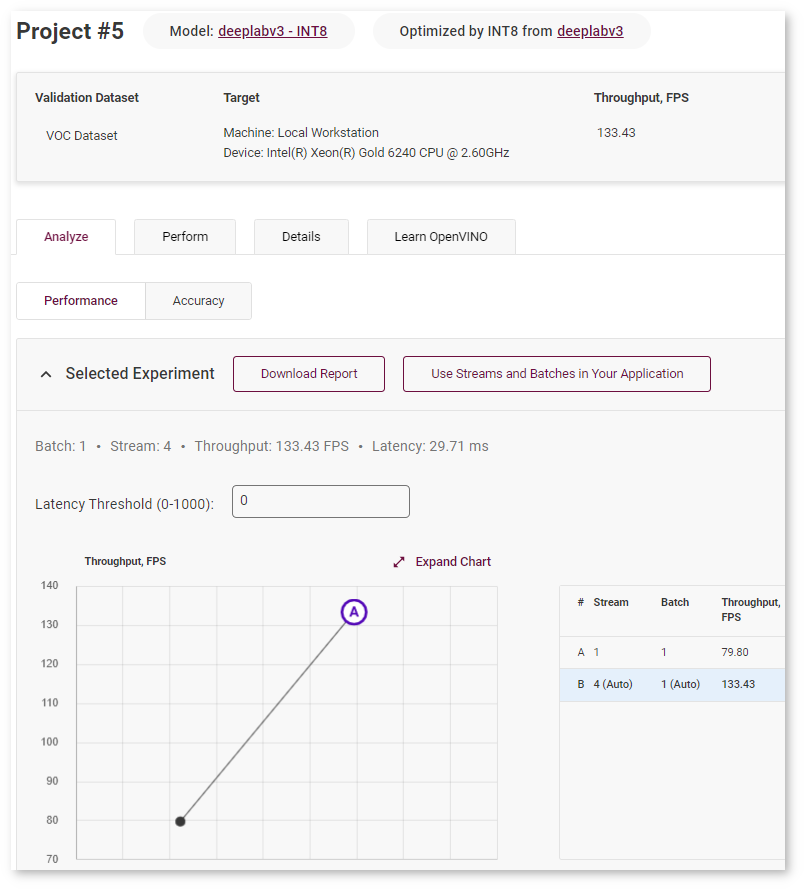 Project #5 Model: deeplabv3 - INT8 Optimized by INT8 from deeplabv3
Validation Dataset Target Throughput, FPS
VOC Dataset Machine: Local Workstation 133.43
Device: Intel(R) Xeon(R) Gold 6240 CPU @ 2.60GHz
Analyze Perform Details Learn OpenVINO
Performance Accuracy
Selected Experiment Download Report Use Streams and Batches in Your Application
Batch: 1 • Stream: 4 • Throughput: 133.43 FPS • Latency: 29.71 ms
Latency Threshold (0-1000): 0
Throughput, FPS Expand Chart
140
130
120
110
100
90
80
70
A
# Stream Batch Throughput, FPS
A 1 1 79.80
B 4 (Auto) 1 (Auto) 133.43